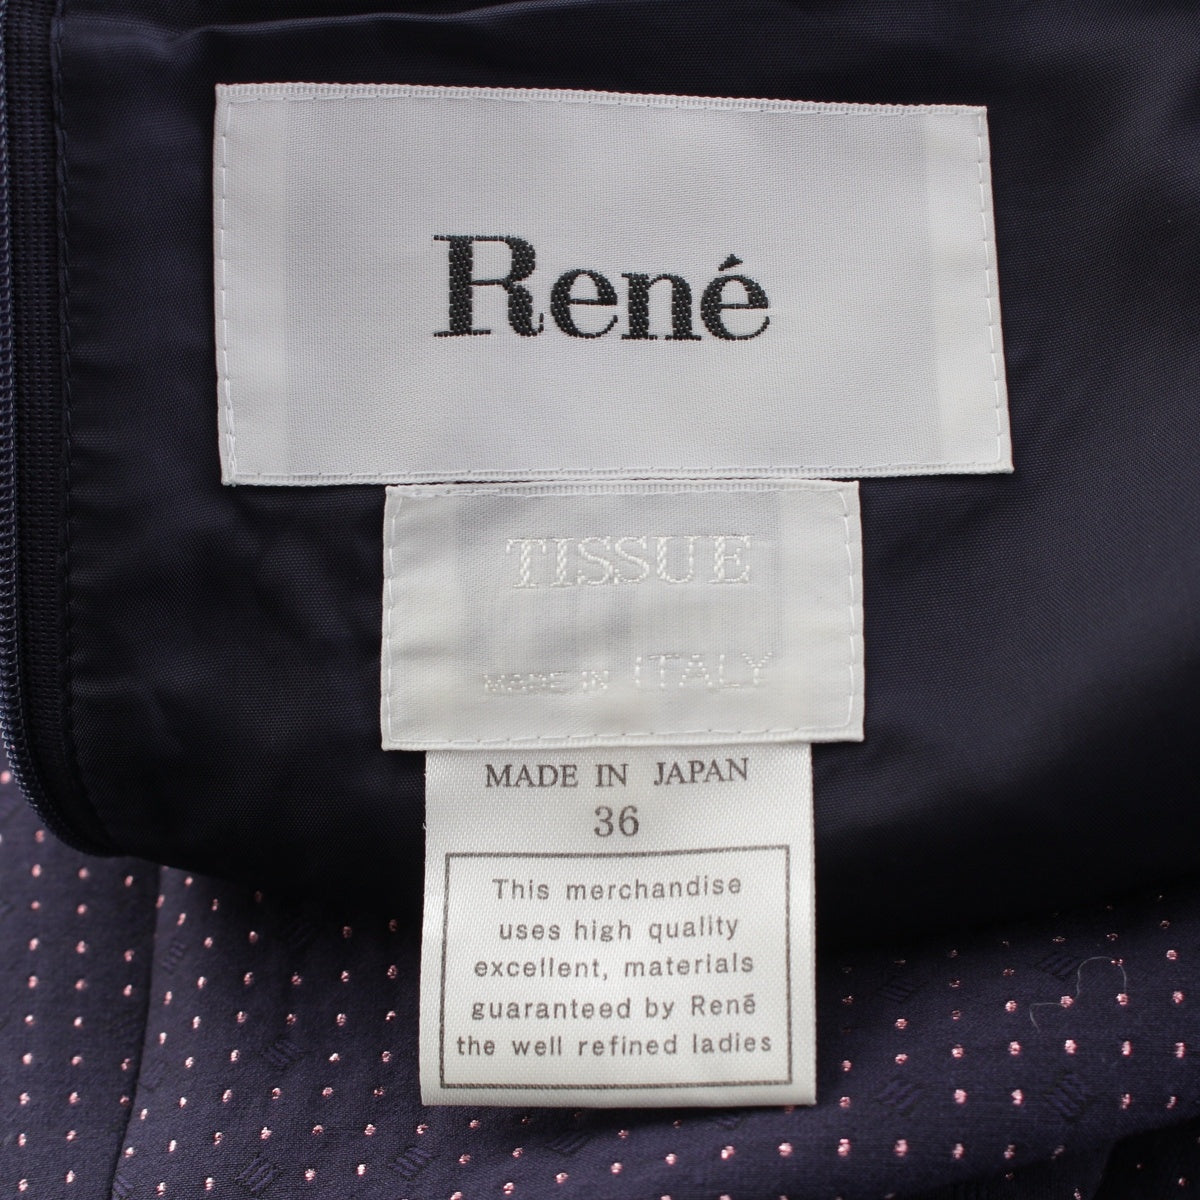 René
TISSUE
MADE IN ITALY
MADE IN JAPAN
36
This merchandise
uses high quality
excellent, materials
guaranteed by René
the well refined ladies